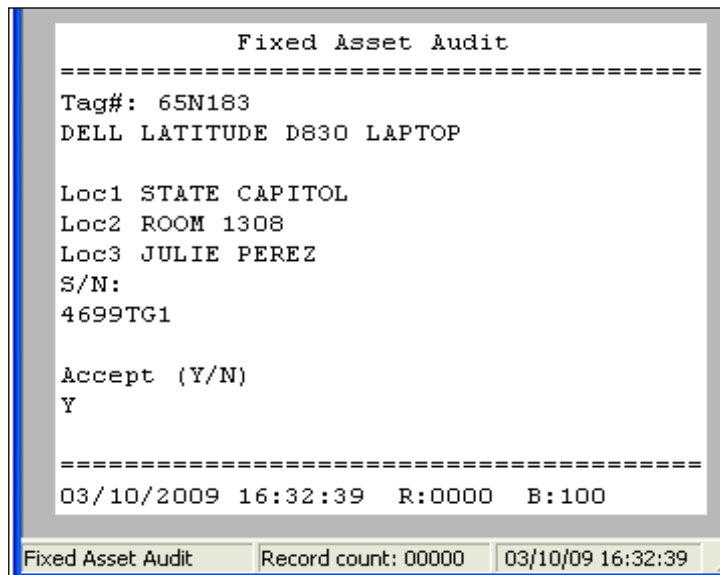 Fixed Asset Audit
========================================
Tag#: 65N183
DELL LATITUDE D830 LAPTOP
Loc1 STATE CAPITOL
Loc2 ROOM 1308
Loc3 JULIE PEREZ
S/N:
4699TG1
Accept (Y/N)
Y
========================================
03/10/2009 16:32:39 R:0000 B:100
Fixed Asset Audit Record count: 00000 03/10/09 16:32:39